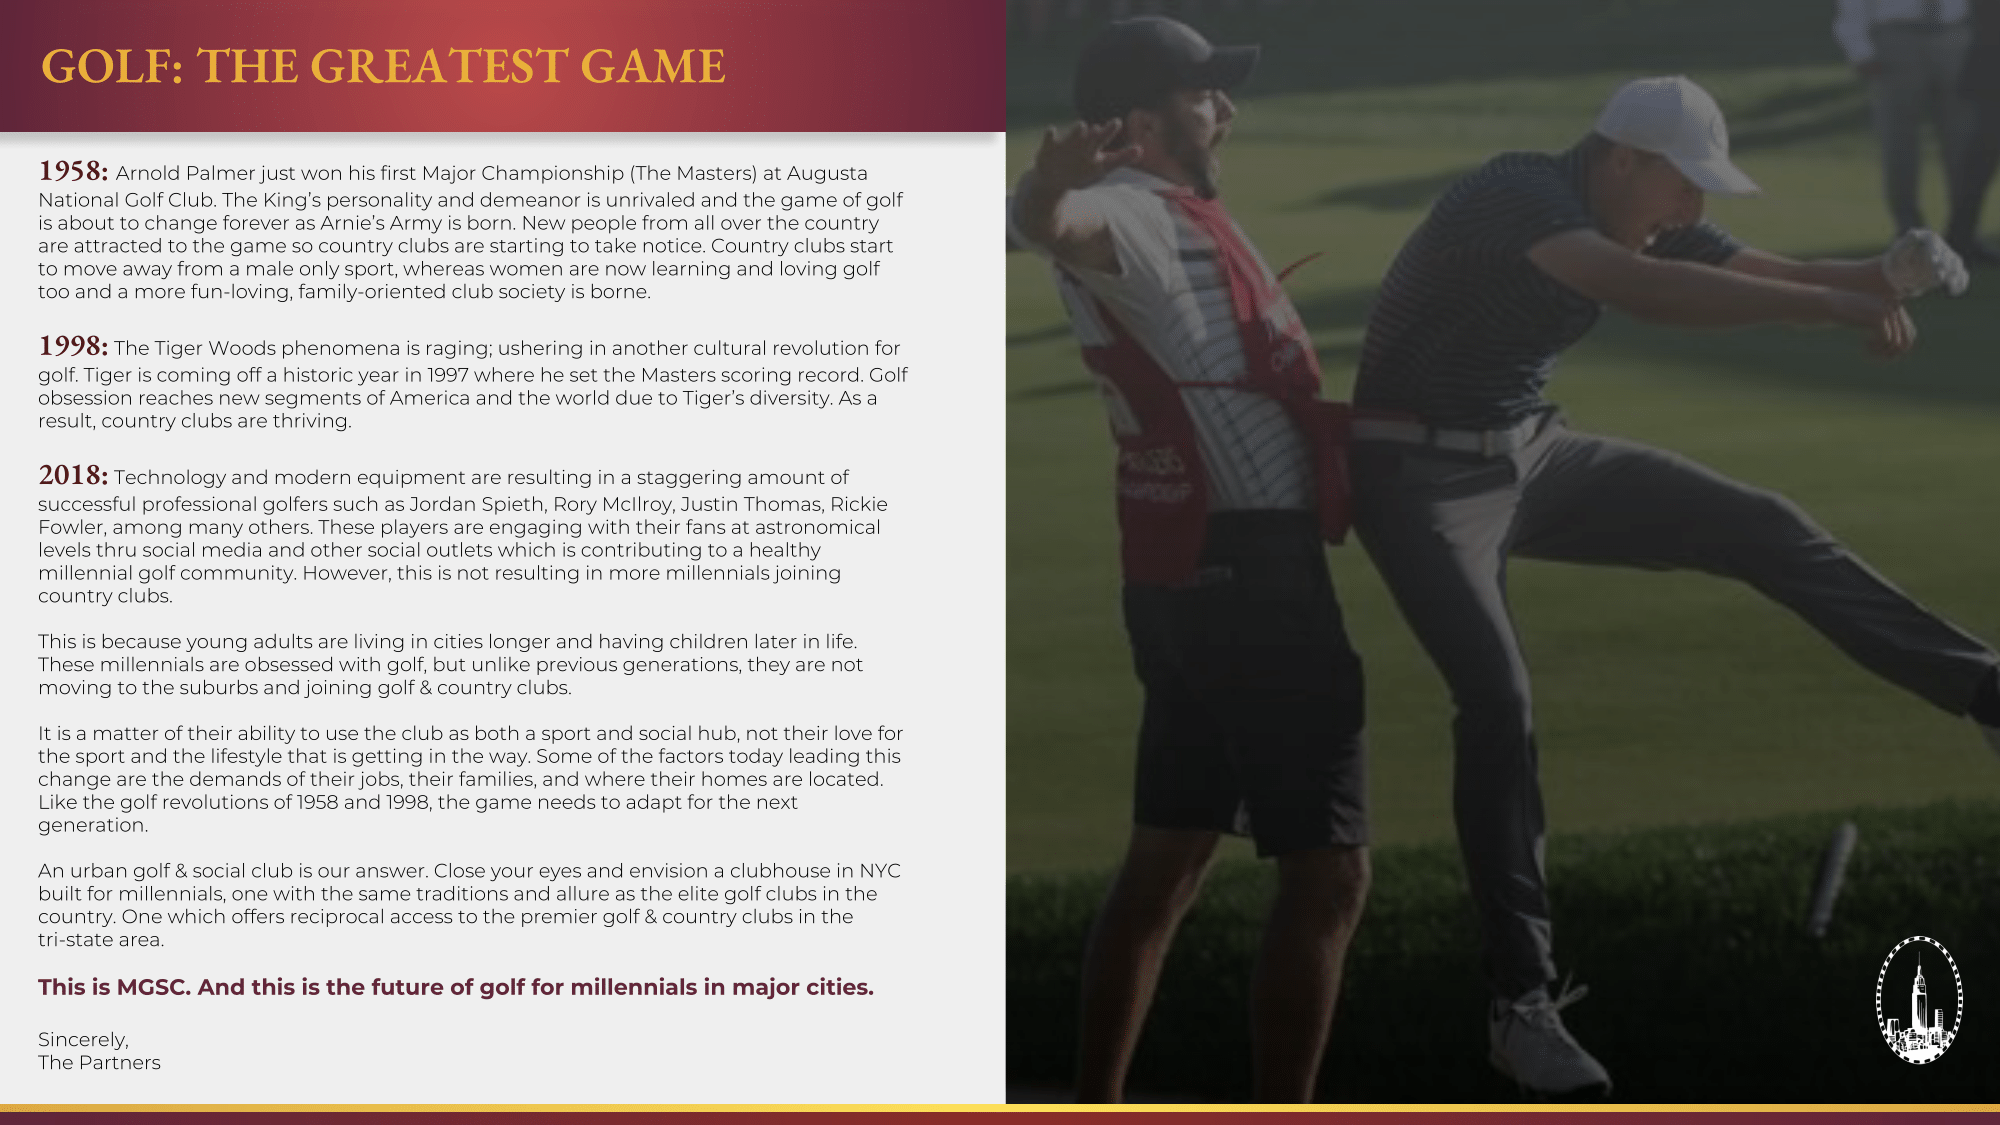 GOLF: THE GREATEST GAME
1958: Arnold Palmer just won his first Major Championship (The Masters) at Augusta
National Golf Club. The King’s personality and demeanor is unrivaled and the game of golf
is about to change forever as Arnie’s Army is born. New people from all over the country
are attracted to the game so country clubs are starting to take notice. Country clubs start
to move away from a male only sport, whereas women are now learning and loving golf
too and a more fun-loving, family-oriented club society is borne.
1998: The Tiger Woods phenomena is raging; ushering in another cultural revolution for
golf. Tiger is coming off a historic year in 1997 where he set the Masters scoring record. Golf
obsession reaches new segments of America and the world due to Tiger’s diversity. As a
result, country clubs are thriving.
2018: Technology and modern equipment are resulting in a staggering amount of
successful professional golfers such as Jordan Spieth, Rory McIlroy, Justin Thomas, Rickie
Fowler, among many others. These players are engaging with their fans at astronomical
levels thru social media and other social outlets which is contributing to a healthy
millennial golf community. However, this is not resulting in more millennials joining
country clubs.
This is because young adults are living in cities longer and having children later in life.
These millennials are obsessed with golf, but unlike previous generations, they are not
moving to the suburbs and joining golf & country clubs.
It is a matter of their ability to use the club as both a sport and social hub, not their love for
the sport and the lifestyle that is getting in the way. Some of the factors today leading this
change are the demands of their jobs, their families, and where their homes are located.
Like the golf revolutions of 1958 and 1998, the game needs to adapt for the next
generation.
An urban golf & social club is our answer. Close your eyes and envision a clubhouse in NYC
built for millennials, one with the same traditions and allure as the elite golf clubs in the
country. One which offers reciprocal access to the premier golf & country clubs in the
tri-state area.
This is MGSC. And this is the future of golf for millennials in major cities.
Sincerely,
The Partners